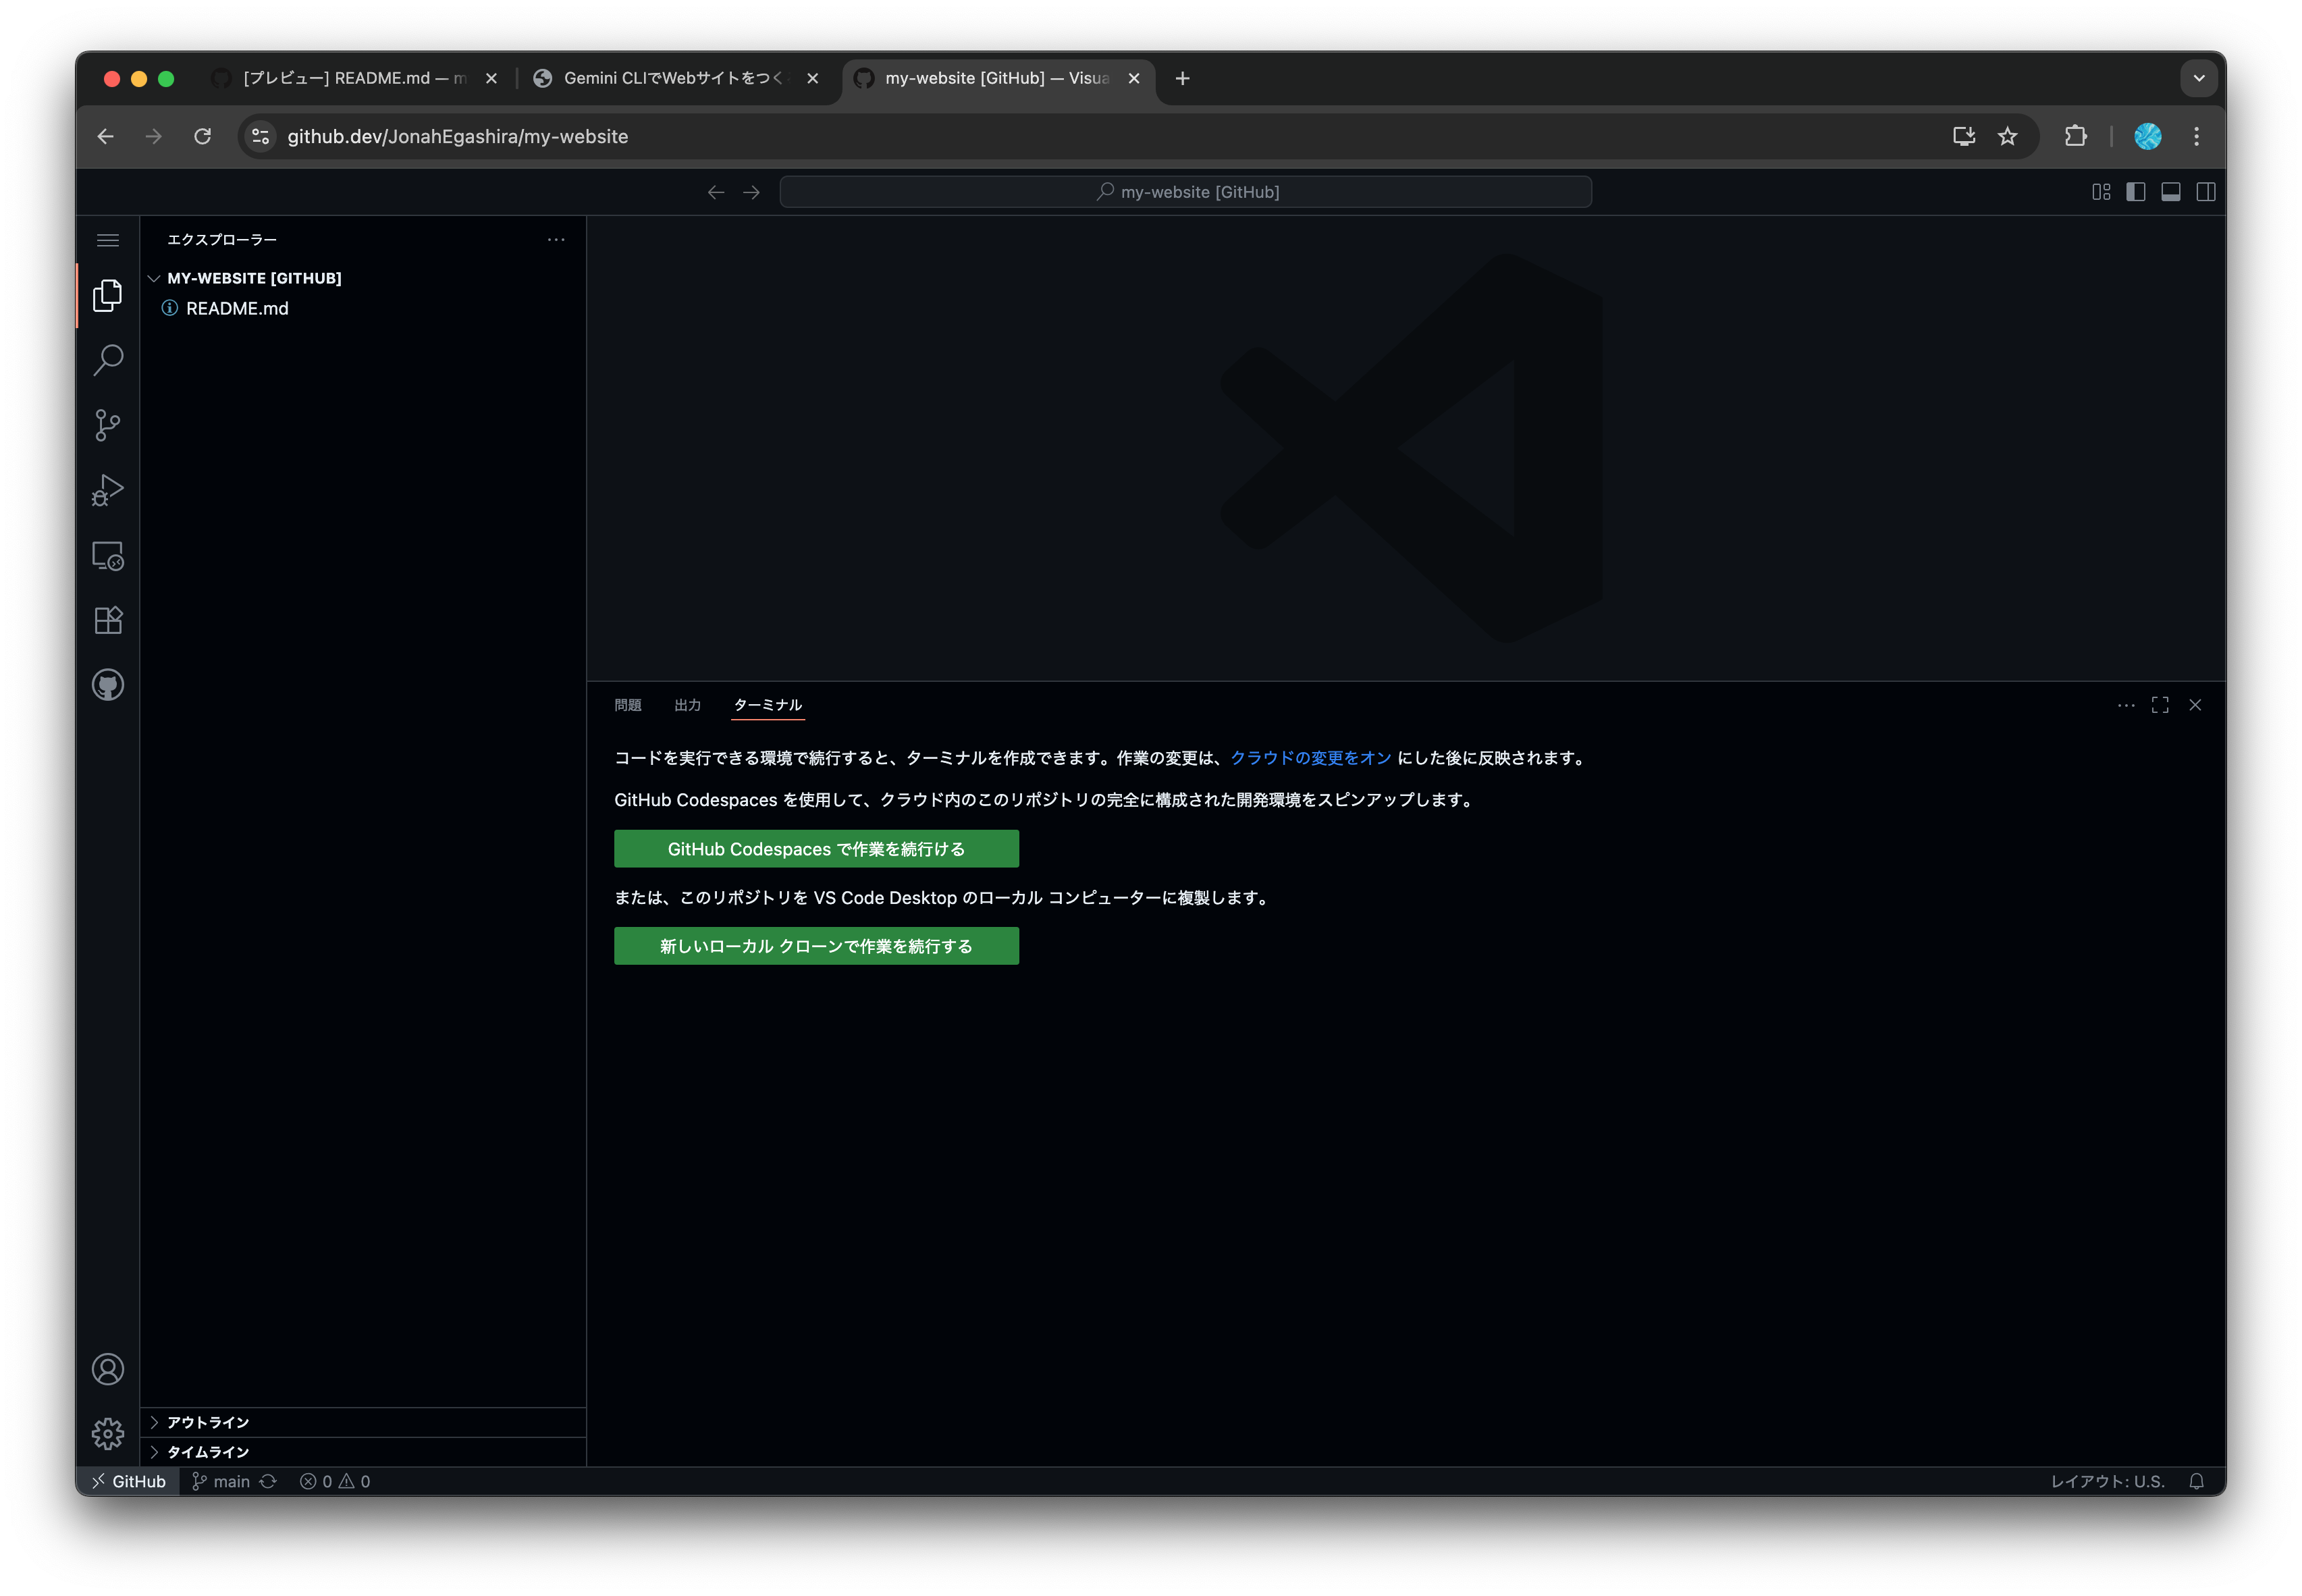 [プレビュー] README.md — m
Gemini CLIでWebサイトをつく
my-website [GitHub] — Visua
github.dev/JonahEgashira/my-website
my-website [GitHub]
エクスプローラー
MY-WEBSITE [GITHUB]
README.md
問題
出力
ターミナル
コードを実行できる環境で続行すると、ターミナルを作成できます。作業の変更は、クラウドの変更をオン にした後に反映されます。
GitHub Codespaces を使用して、クラウド内のこのリポジトリの完全に構成された開発環境をスピンアップします。
GitHub Codespaces で作業を続行ける
または、このリポジトリを VS Code Desktop のローカル コンピューターに複製します。
新しいローカル クローンで作業を続行する
アウトライン
タイムライン
GitHub
main
0
0
レイアウト: U.S.